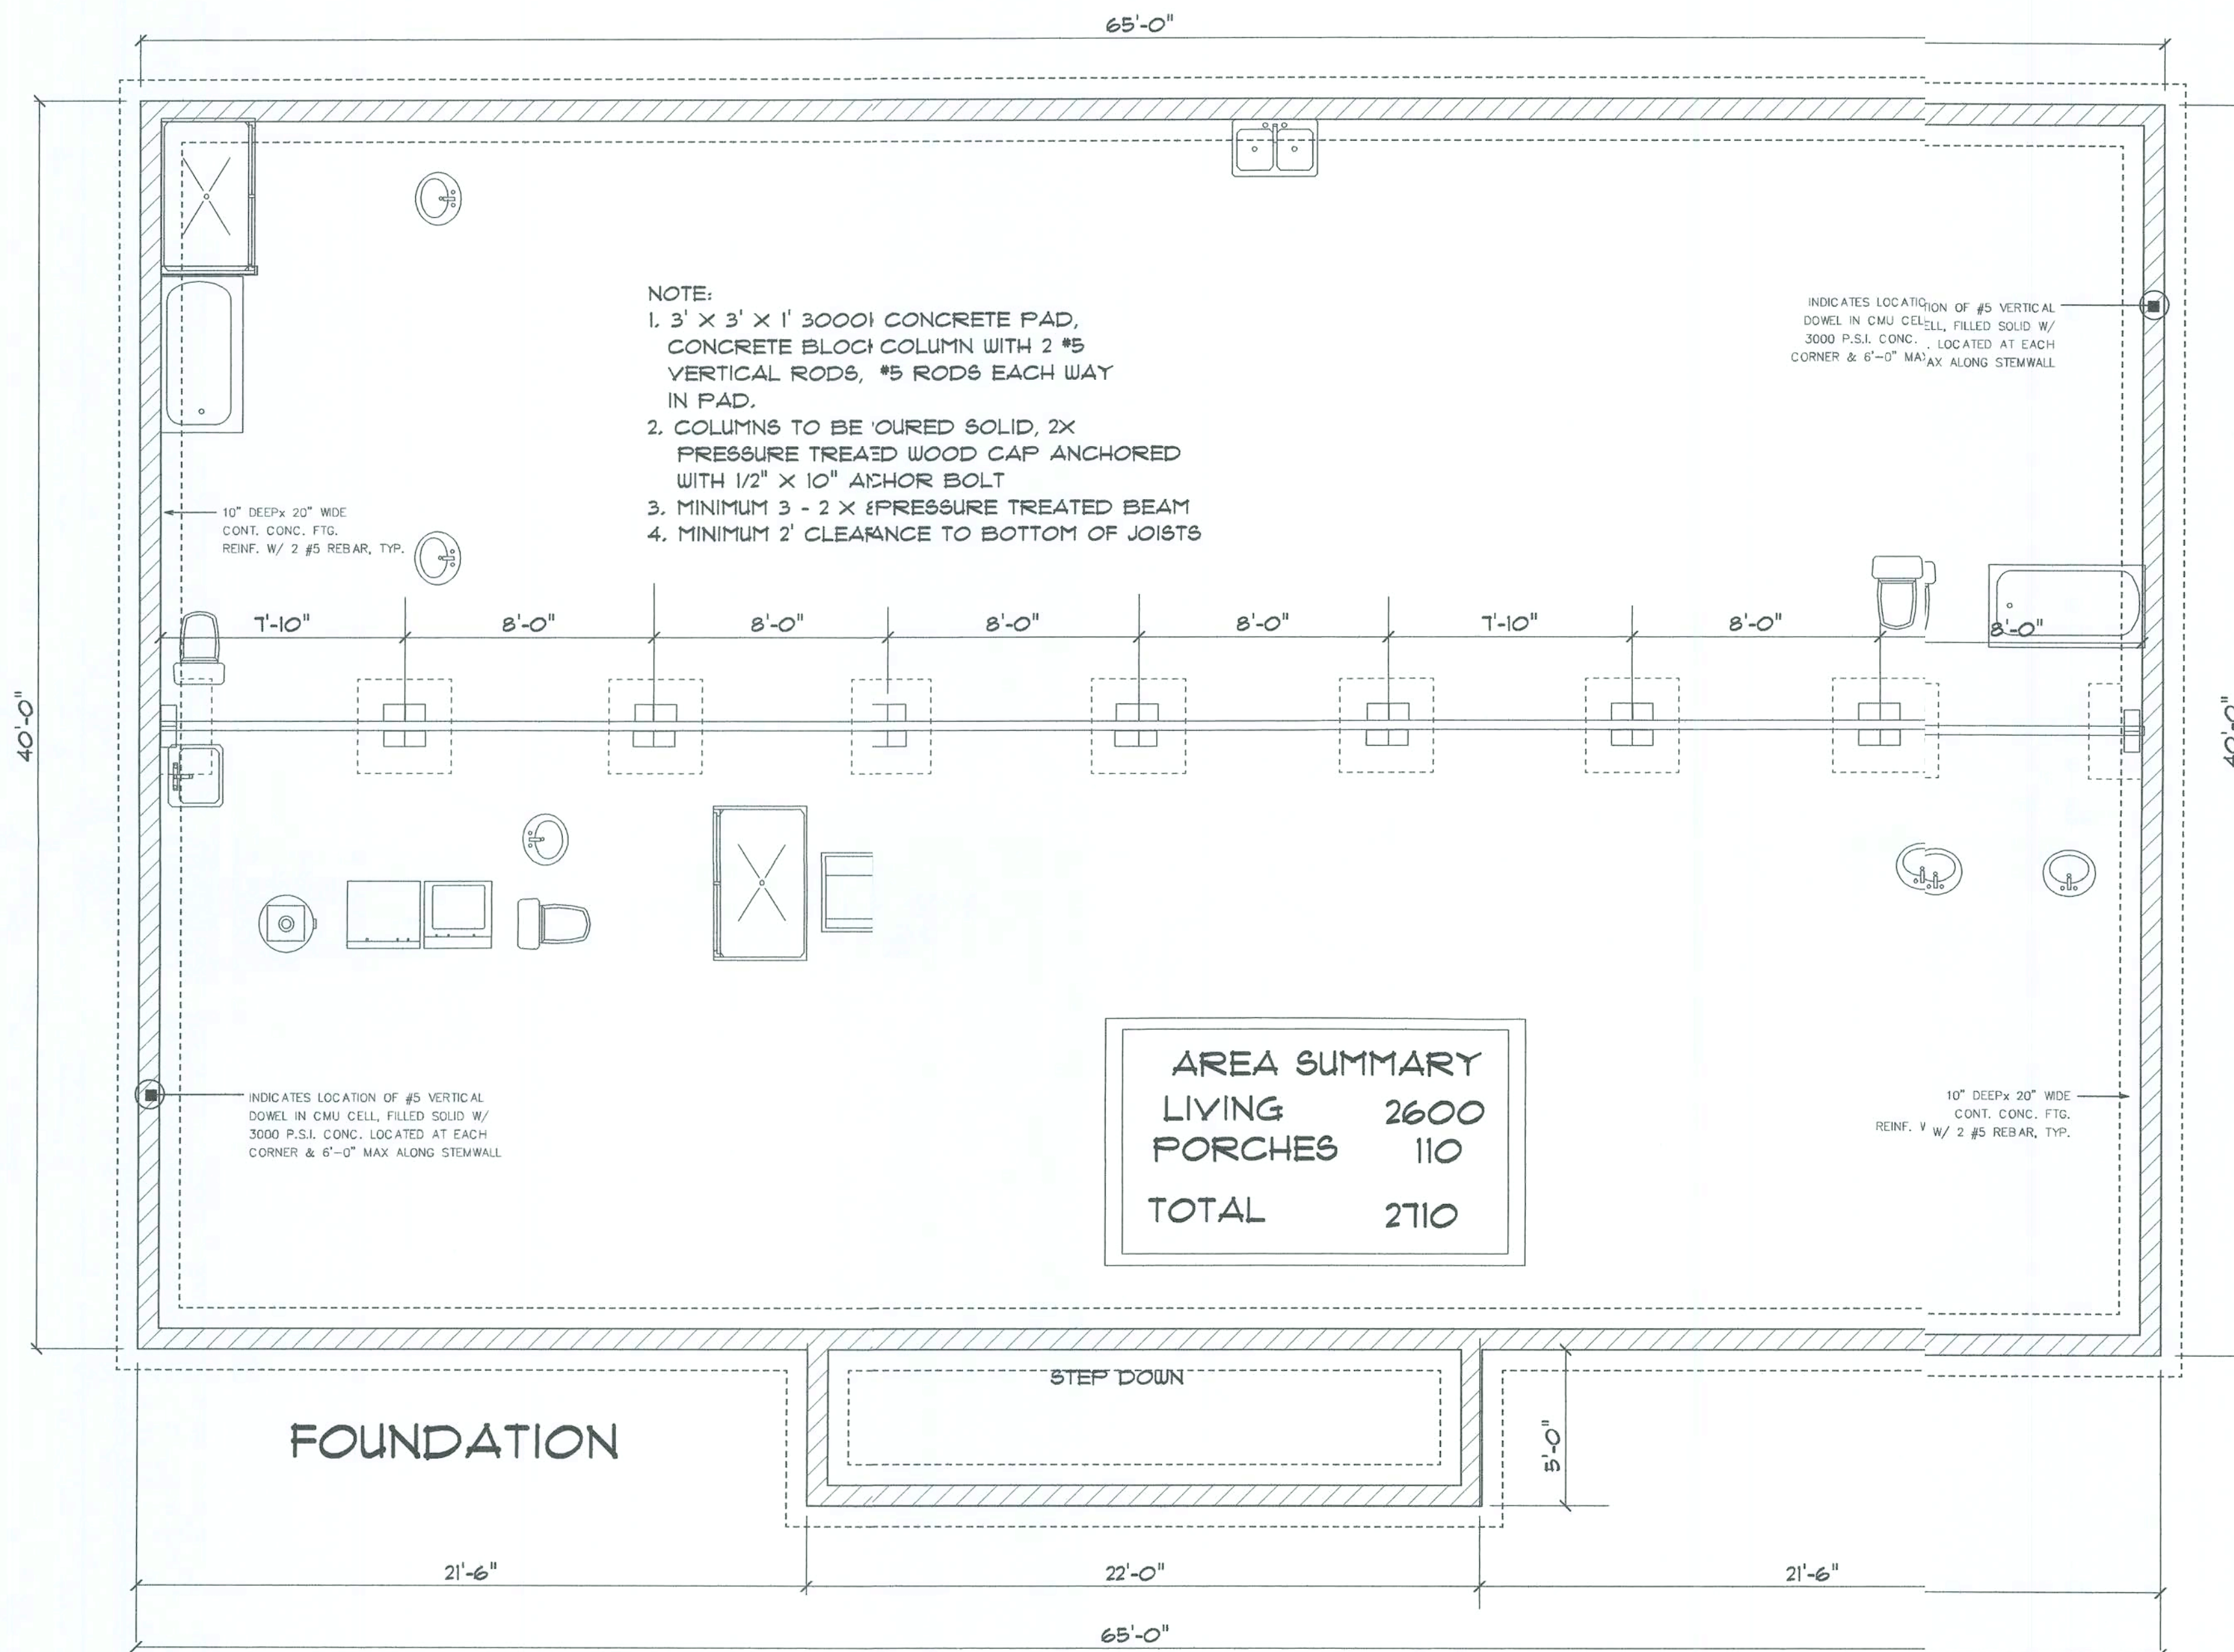 65'-0"
NOTE:
1. 3' X 3' X 1' 3000 CONCRETE PAD,
CONCRETE BLOC COLUMN WITH 2 #5
VERTICAL RODS, #5 RODS EACH WAY
IN PAD.
2. COLUMNS TO BE OURED SOLID, 2X
PRESSURE TREA ED WOOD CAP ANCHORED
WITH 1/2" X 10" A CHOR BOLT
3. MINIMUM 3 - 2 X PRESSURE TREATED BEAM
4. MINIMUM 2' CLEARANCE TO BOTTOM OF JOISTS
INDICATES LOCATION OF #5 VERTICAL
DOWEL IN CMU CELL, FILLED SOLID W/
3000 P.S.I. CONC. LOCATED AT EACH
CORNER & 6'-0" MAX ALONG STEMWALL
10" DEEPx 20" WIDE
CONT. CONC. FTG.
REINF. W/ 2 #5 REBAR, TYP.
7'-10" 8'-0" 8'-0" 8'-0" 8'-0" 7'-10" 8'-0" 8'-0"
40'-0"
40'-0"
INDICATES LOCATION OF #5 VERTICAL
DOWEL IN CMU CELL, FILLED SOLID W/
3000 P.S.I. CONC. LOCATED AT EACH
CORNER & 6'-0" MAX ALONG STEMWALL
AREA SUMMARY
LIVING 2600
PORCHES 110
TOTAL 2710
10" DEEPx 20" WIDE
CONT. CONC. FTG.
REINF. W/ 2 #5 REBAR, TYP.
STEP DOWN
FOUNDATION
5'-0"
21'-6" 22'-0" 21'-6"
65'-0"